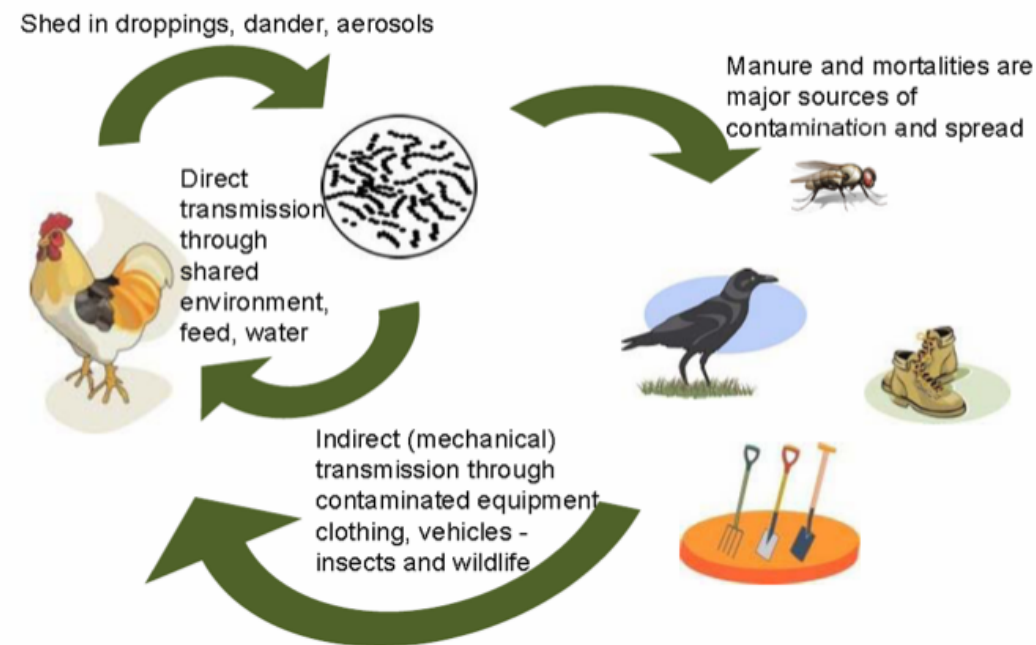 Shed in droppings, dander, aerosols
Manure and mortalities are
major sources of
contamination and spread
Direct
transmission
through
shared
environment,
feed, water
Indirect (mechanical)
transmission through
contaminated equipment
clothing, vehicles -
insects and wildlife